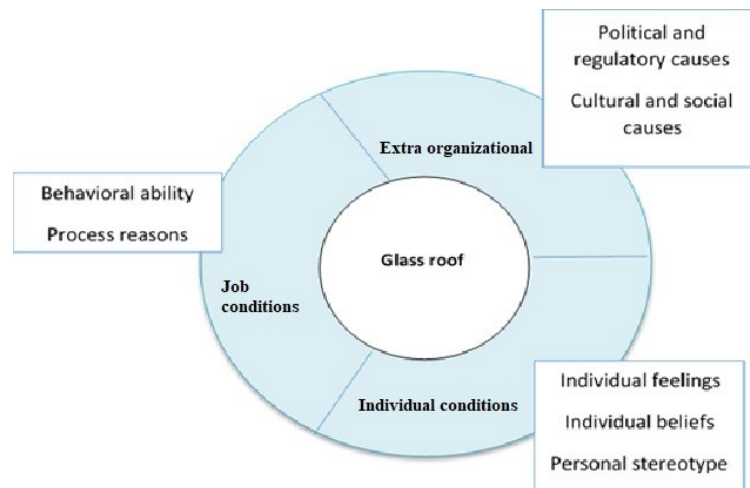 Political and
regulatory causes
Cultural and social
causes
Extra organizational
Behavioral ability
Process reasons
Glass roof
Job
conditions
Individual conditions
Individual feelings
Individual beliefs
Personal stereotype